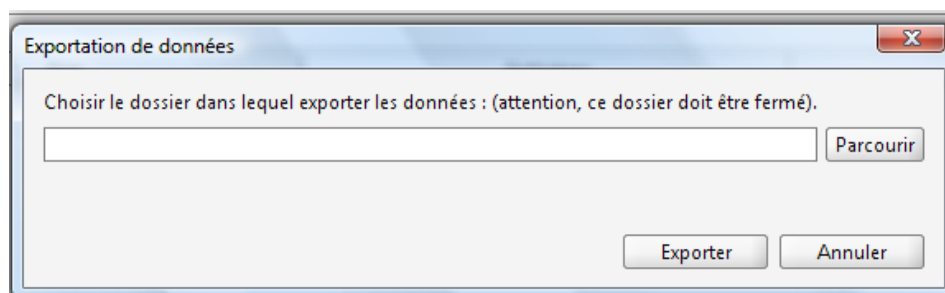 Exportation de données
Choisir le dossier dans lequel exporter les données : (attention, ce dossier doit être fermé).
Parcourir
Exporter Annuler